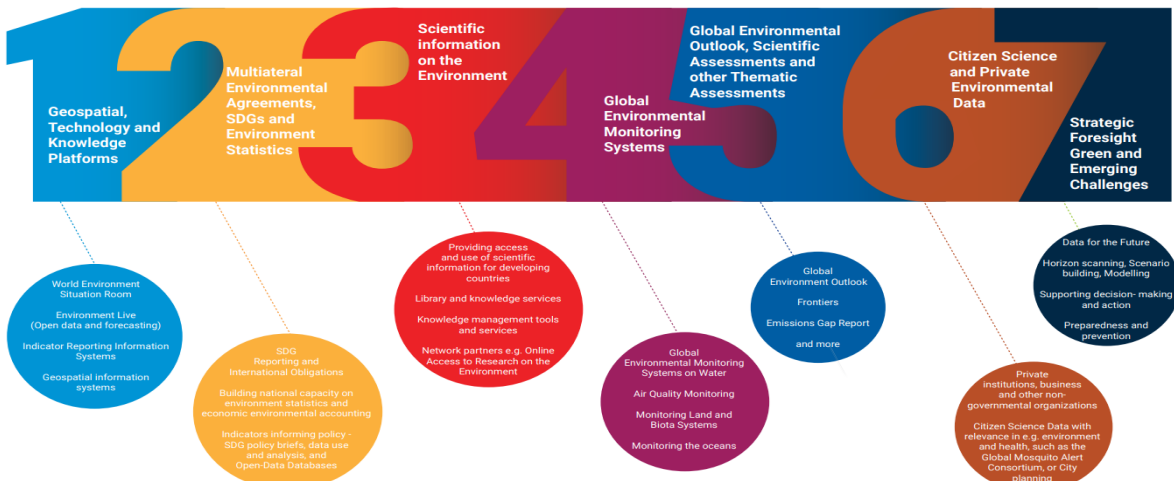 1
Geospatial,
Technology and
Knowledge
Platforms
2
Multiateral
Environmental
Agreements,
SDGs and
Environment
Statistics
3
Scientific
information
on the
Environment
4
Global
Environmental
Monitoring
Systems
5
Global Environmental
Outlook, Scientific
Assessments and
other Thematic
Assessments
6
Citizen Science
and Private
Environmental
Data
7
Strategic
Foresight
Green and
Emerging
Challenges
World Environment
Situation Room
Environment Live
(Open data and forecasting)
Indicator Reporting Information
Systems
Geospatial information
systems
SDG
Reporting and
International Obligations
Building national capacity on
environment statistics and
economic environmental accounting
Indicators informing policy -
SDG policy briefs, data use
and analysis, and
Open-Data Databases
Providing access
and use of scientific
information for developing
countries
Library and knowledge services
Knowledge management tools
and services
Network partners e.g. Online
Access to Research on the
Environment
Global
Environmental Monitoring
Systems on Water
Air Quality Monitoring
Monitoring Land and
Biota Systems
Monitoring the oceans
Global
Environment Outlook
Frontiers
Emissions Gap Report
and more
Private
institutions, business
and other non-
governmental organizations
Citizen Science Data with
relevance in e.g. environment
and health, such as the
Global Mosquito Alert
Consortium, or City
planning
Data for the Future
Horizon scanning, Scenario
building, Modelling
Supporting decision- making
and action
Preparedness and
prevention